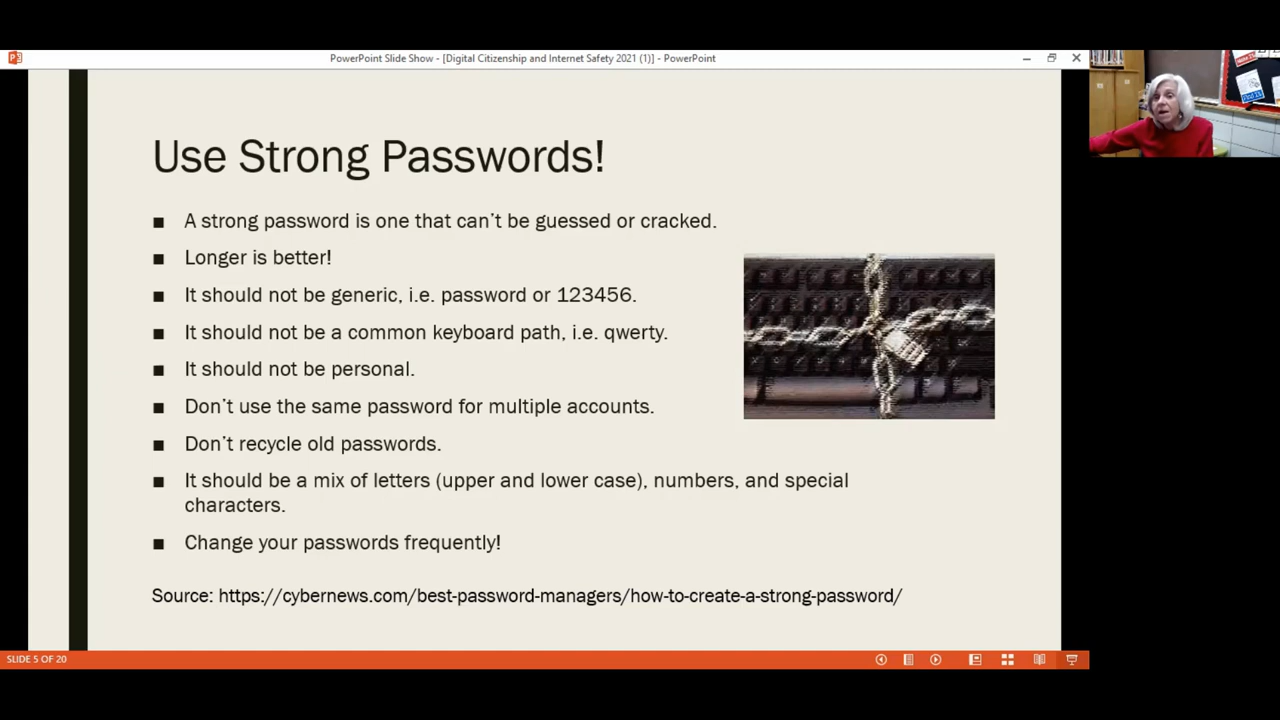 PowerPoint Slide Show - [Digital Citizenship and Internet Safety 2021 (1)] - PowerPoint
Use Strong Passwords!
■ A strong password is one that can't be guessed or cracked.
■ Longer is better!
■ It should not be generic, i.e. password or 123456.
■ It should not be a common keyboard path, i.e. qwerty.
■ It should not be personal.
■ Don't use the same password for multiple accounts.
■ Don't recycle old passwords.
■ It should be a mix of letters (upper and lower case), numbers, and special
characters.
■ Change your passwords frequently!
Source: https://cybernews.com/best-password-managers/how-to-create-a-strong-password/
SLIDE 5 OF 20